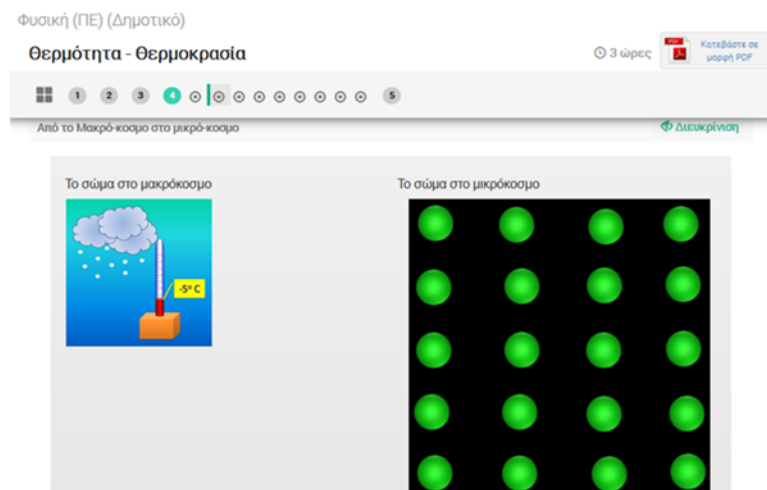 Φυσική (ΠΕ) (Δημοτικό)
Θερμότητα - Θερμοκρασία
3 ώρες
PDF
Κατεβάστε σε
μορφή PDF
1 2 3 4 5
Από το Μακρό-κοσμο στο μικρό-κοσμο
Διευκρίνιση
Το σώμα στο μακρόκοσμο
Το σώμα στο μικρόκοσμο
-5° C